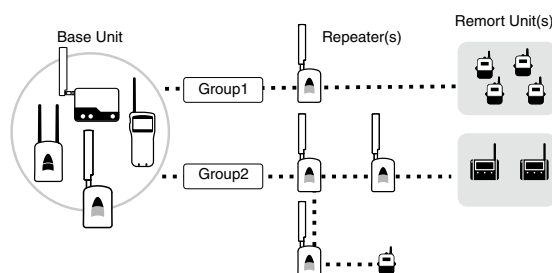 Base Unit
Repeater(s)
Remort Unit(s)
Group1
Group2